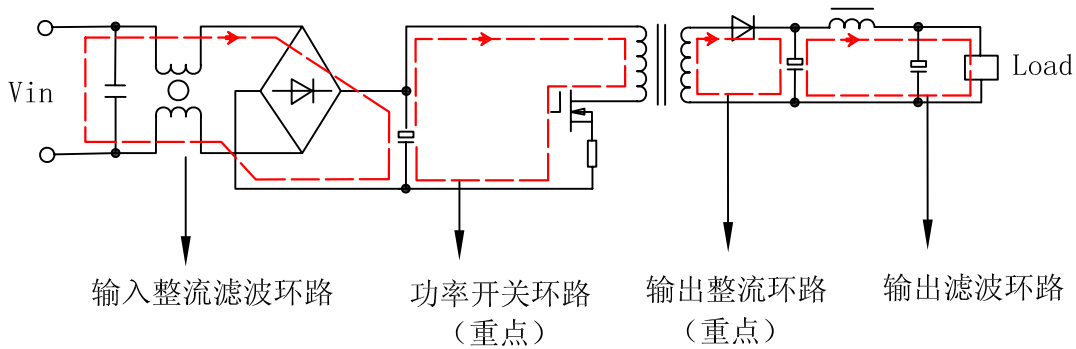 Vin
Load
输入整流滤波环路
功率开关环路
（重点）
输出整流环路
（重点）
输出滤波环路